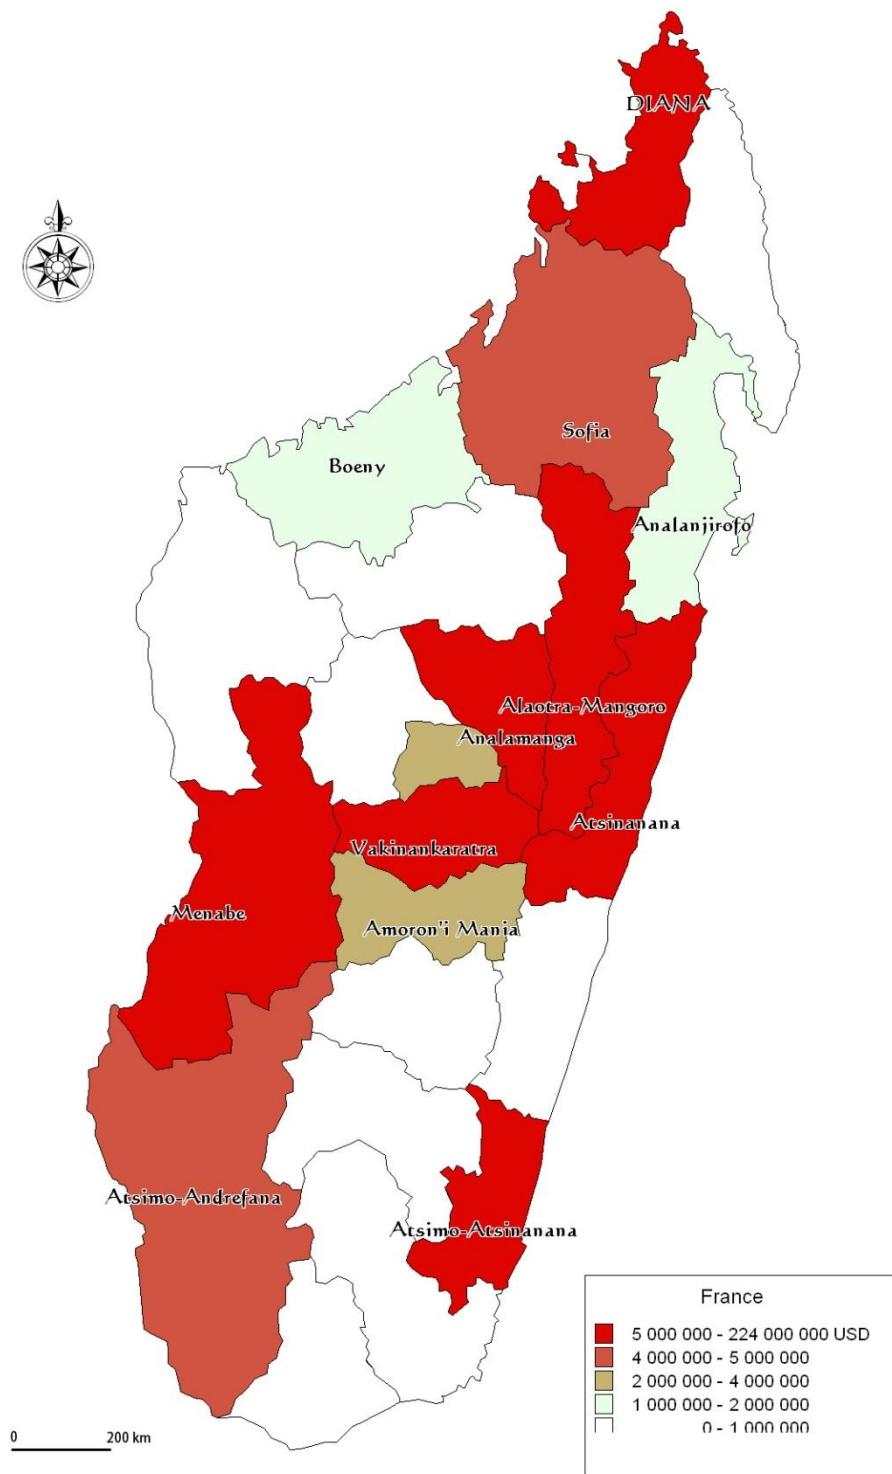 DIANA
Sofia
Boeny
Analanjirofo
Alaotra-Mangoro
Analamanga
Atsinanana
Vakinankaratra
Menabe
Amoron'i Mania
Atsimo-Andrefana
Atsimo-Atsinanana
France
5 000 000 - 224 000 000 USD
4 000 000 - 5 000 000
2 000 000 - 4 000 000
1 000 000 - 2 000 000
0 - 1 000 000
0 200 km